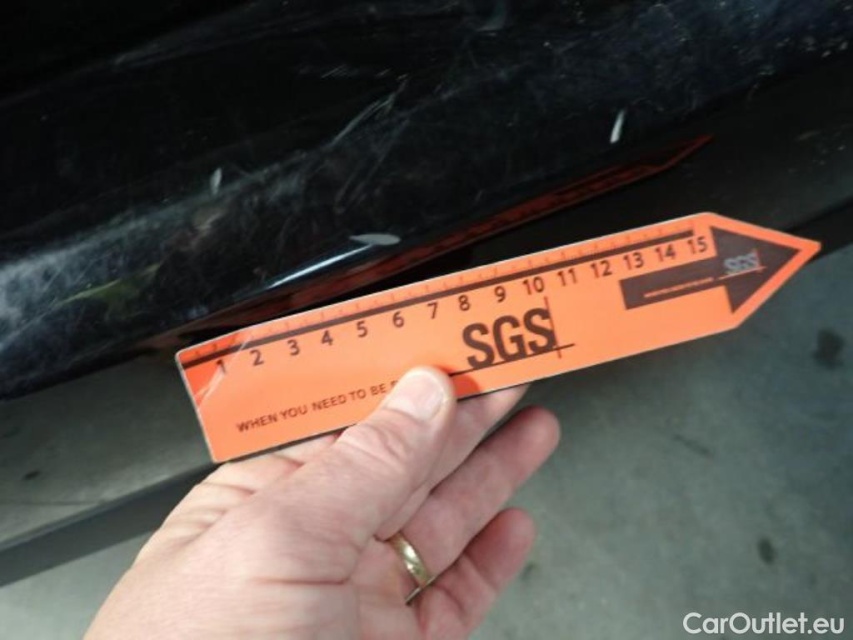 1 2 3 4 5 6 7 8 9 10 11 12 13 14 15
SGS
SGS
WHEN YOU NEED TO BE
CarOutlet.eu